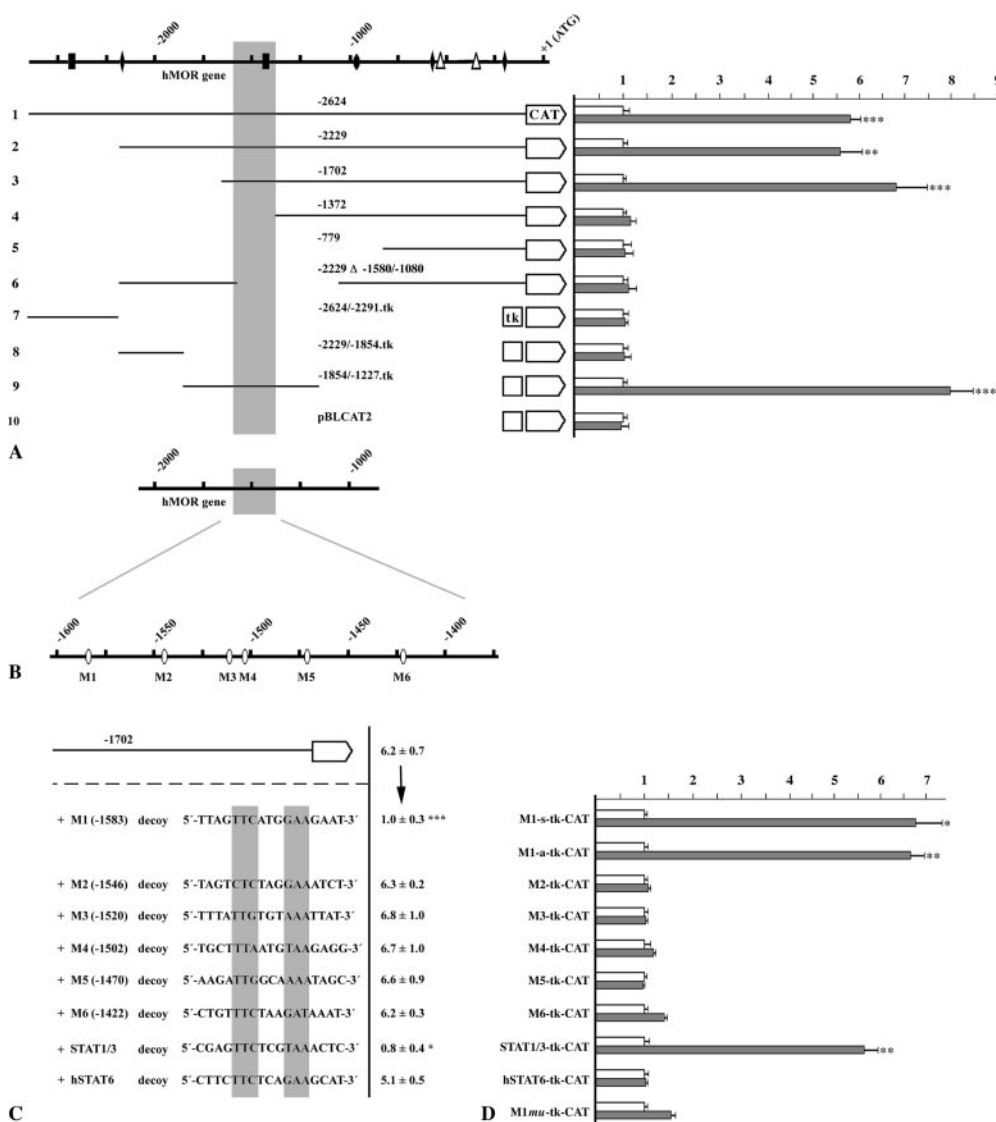 -2000 -1000 +1 (ATG)
hMOR gene
1 2 3 4 5 6 7 8 9
1 -2624 CAT ***
2 -2229 **
3 -1702 ***
4 -1372
5 -779
6 -2229 Δ -1580/-1080
7 -2624/-2291.tk tk
8 -2229/-1854.tk
9 -1854/-1227.tk ***
10 pBLCAT2
A
-2000 -1000
hMOR gene
-1600 -1550 -1500 -1450 -1400
B
M1 M2 M3 M4 M5 M6
-1702
6.2 ± 0.7
+ M1 (-1583) decoy 5´-TTAGTTCATGGAAGAAT-3´ 1.0 ± 0.3 ***
+ M2 (-1546) decoy 5´-TAGTCTCTAGGAAATCT-3´ 6.3 ± 0.2
+ M3 (-1520) decoy 5´-TTTATTGTGTAAATTAT-3´ 6.8 ± 1.0
+ M4 (-1502) decoy 5´-TGCTTTAATGTAAGAGG-3´ 6.7 ± 1.0
+ M5 (-1470) decoy 5´-AAGATTGGCAAAATAGC-3´ 6.6 ± 0.9
+ M6 (-1422) decoy 5´-CTGTTTCTAAGATAAAT-3´ 6.2 ± 0.3
+ STAT1/3 decoy 5´-CGAGTTCTCGTAAACTC-3´ 0.8 ± 0.4 *
+ hSTAT6 decoy 5´-CTTCTTCTCAGAAGCAT-3´ 5.1 ± 0.5
C
1 2 3 4 5 6 7
M1-s-tk-CAT *
M1-a-tk-CAT **
M2-tk-CAT
M3-tk-CAT
M4-tk-CAT
M5-tk-CAT
M6-tk-CAT
STAT1/3-tk-CAT **
hSTAT6-tk-CAT
M1mu-tk-CAT
D